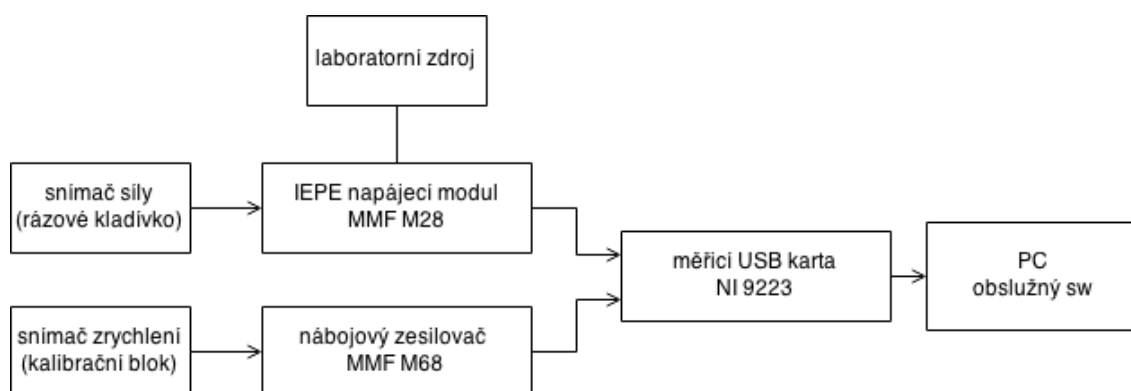 laboratorní zdroj
snímač síly
(rázové kladívko)
IEPE napájecí modul
MMF M28
měřicí USB karta
NI 9223
PC
obslužný sw
snímač zrychlení
(kalibrační blok)
nábojový zesilovač
MMF M68